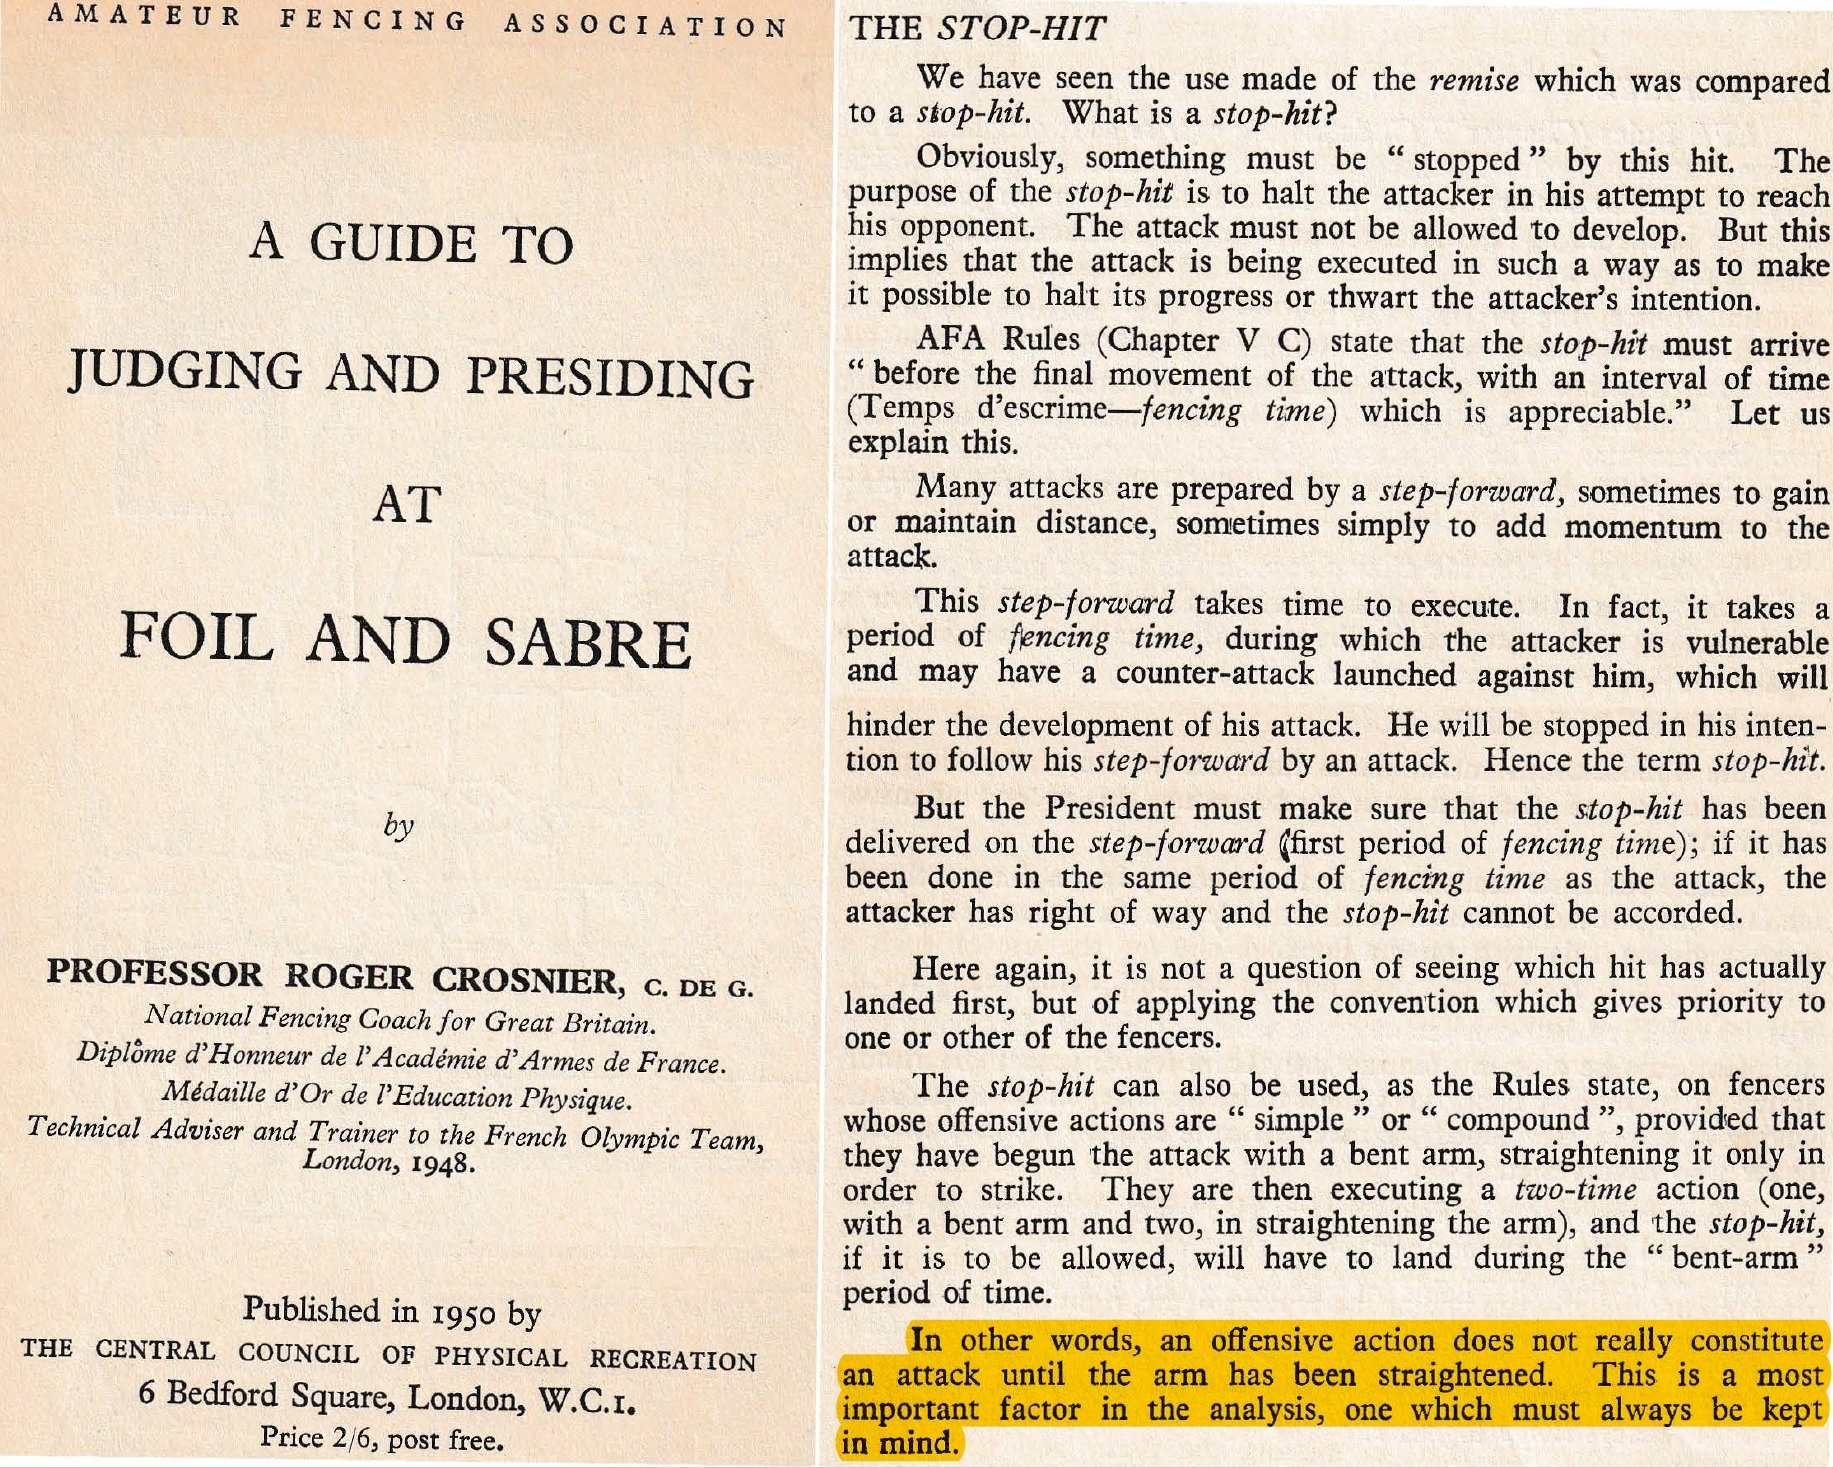 AMATEUR FENCING ASSOCIATION
A GUIDE TO
JUDGING AND PRESIDING
AT
FOIL AND SABRE
by
PROFESSOR ROGER CROSNIER, C. DE G.
National Fencing Coach for Great Britain.
Diplôme d'Honneur de l'Académie d'Armes de France.
Médaille d'Or de l'Education Physique.
Technical Adviser and Trainer to the French Olympic Team,
London, 1948.
Published in 1950 by
THE CENTRAL COUNCIL OF PHYSICAL RECREATION
6 Bedford Square, London, W.C.1.
Price 2/6, post free.
THE STOP-HIT
We have seen the use made of the remise which was compared
to a stop-hit. What is a stop-hit?
Obviously, something must be “ stopped ” by this hit. The
purpose of the stop-hit is to halt the attacker in his attempt to reach
his opponent. The attack must not be allowed to develop. But this
implies that the attack is being executed in such a way as to make
it possible to halt its progress or thwart the attacker's intention.
AFA Rules (Chapter V C) state that the stop-hit must arrive
“ before the final movement of the attack, with an interval of time
(Temps d'escrime—fencing time) which is appreciable.” Let us
explain this.
Many attacks are prepared by a step-forward, sometimes to gain
or maintain distance, sometimes simply to add momentum to the
attack.
This step-forward takes time to execute. In fact, it takes a
period of fencing time, during which the attacker is vulnerable
and may have a counter-attack launched against him, which will
hinder the development of his attack. He will be stopped in his inten-
tion to follow his step-forward by an attack. Hence the term stop-hit.
But the President must make sure that the stop-hit has been
delivered on the step-forward (first period of fencing time); if it has
been done in the same period of fencing time as the attack, the
attacker has right of way and the stop-hit cannot be accorded.
Here again, it is not a question of seeing which hit has actually
landed first, but of applying the convention which gives priority to
one or other of the fencers.
The stop-hit can also be used, as the Rules state, on fencers
whose offensive actions are “ simple ” or “ compound ”, provided that
they have begun the attack with a bent arm, straightening it only in
order to strike. They are then executing a two-time action (one,
with a bent arm and two, in straightening the arm), and the stop-hit,
if it is to be allowed, will have to land during the “ bent-arm ”
period of time.
In other words, an offensive action does not really constitute
an attack until the arm has been straightened. This is a most
important factor in the analysis, one which must always be kept
in mind.